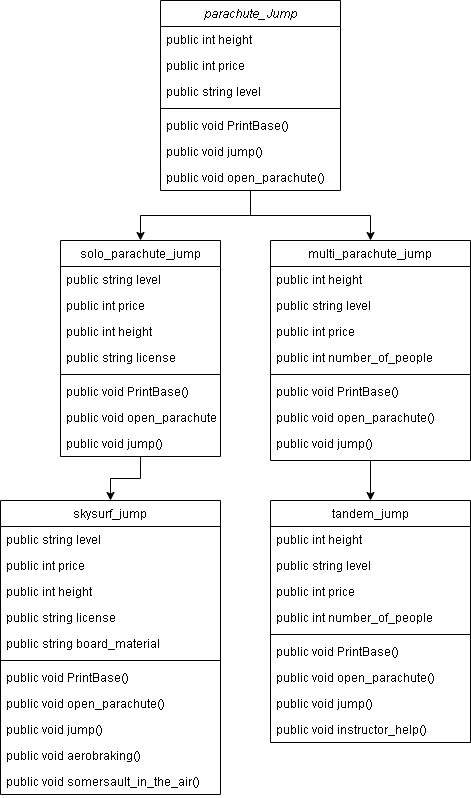 parachute_Jump
public int height
public int price
public string level
public void PrintBase()
public void jump()
public void open_parachute()
solo_parachute_jump
public string level
public int price
public int height
public string license
public void PrintBase()
public void open_parachute
public void jump()
multi_parachute_jump
public int height
public string level
public int price
public int number_of_people
public void PrintBase()
public void open_parachute()
public void jump()
skysurf_jump
public string level
public int price
public int height
public string license
public string board_material
public void PrintBase()
public void open_parachute()
public void jump()
public void aerobraking()
public void somersault_in_the_air()
tandem_jump
public int height
public string level
public int price
public int number_of_people
public void PrintBase()
public void open_parachute()
public void jump()
public void instructor_help()